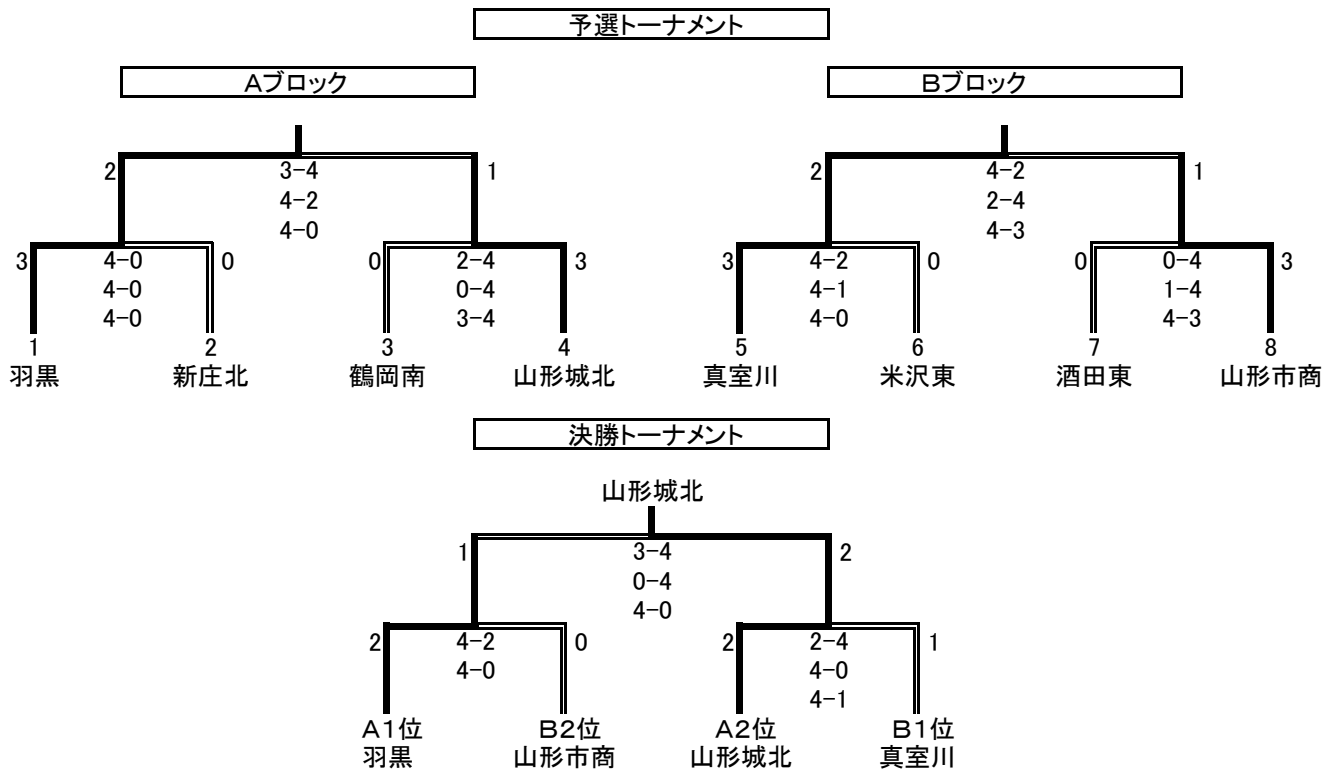 予選トーナメント
Aブロック Bブロック
2 3-4 1 2 4-2 1
4-2 2-4
4-0 4-3
3 4-0 0 0 2-4 3 3 4-2 0 0 0-4 3
4-0 0-4 4-1 1-4
4-0 3-4 4-0 4-3
1 2 3 4 5 6 7 8
羽黒 新庄北 鶴岡南 山形城北 真室川 米沢東 酒田東 山形市商
決勝トーナメント
山形城北
1 3-4 2
0-4
4-0
2 4-2 0 2 2-4 1
4-0 4-0
4-1
A1位 B2位 A2位 B1位
羽黒 山形市商 山形城北 真室川